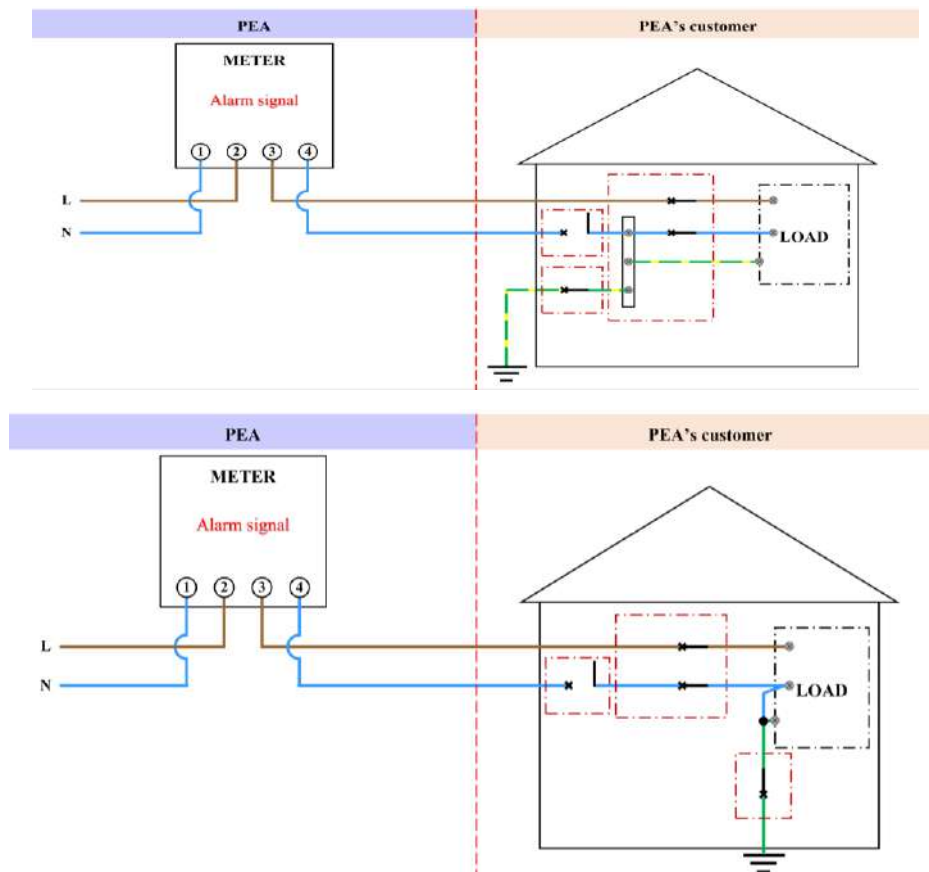 PEA PEA's customer
METER
Alarm signal
1 2 3 4
L
N
LOAD
PEA PEA's customer
METER
Alarm signal
1 2 3 4
L
N
LOAD